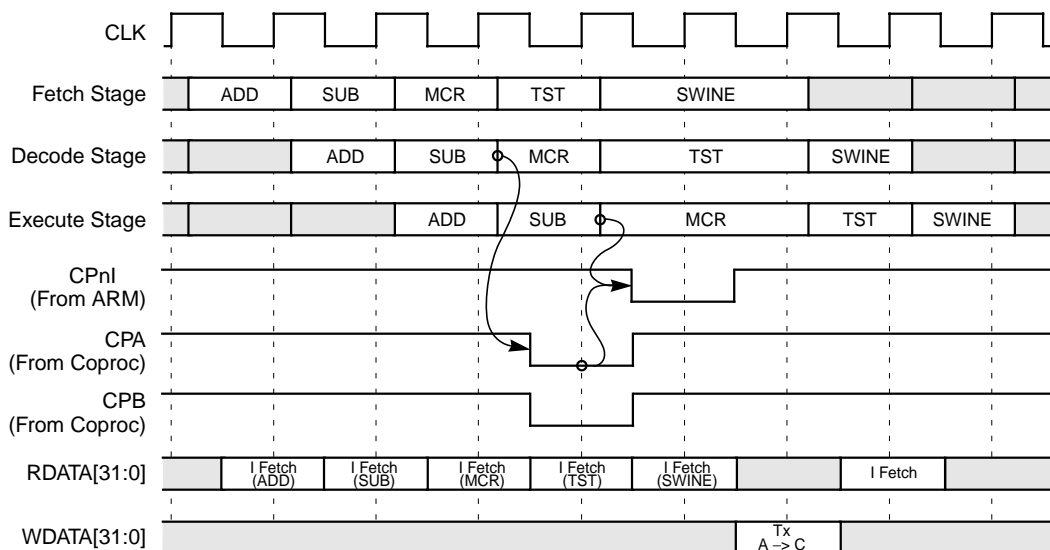 CLK
Fetch Stage ADD SUB MCR TST SWINE
Decode Stage ADD SUB MCR TST SWINE
Execute Stage ADD SUB MCR TST SWINE
CPnI
(From ARM)
CPA
(From Coproc)
CPB
(From Coproc)
RDATA[31:0]
I Fetch
(ADD)
I Fetch
(SUB)
I Fetch
(MCR)
I Fetch
(TST)
I Fetch
(SWINE)
I Fetch
WDATA[31:0]
Tx
A –> C